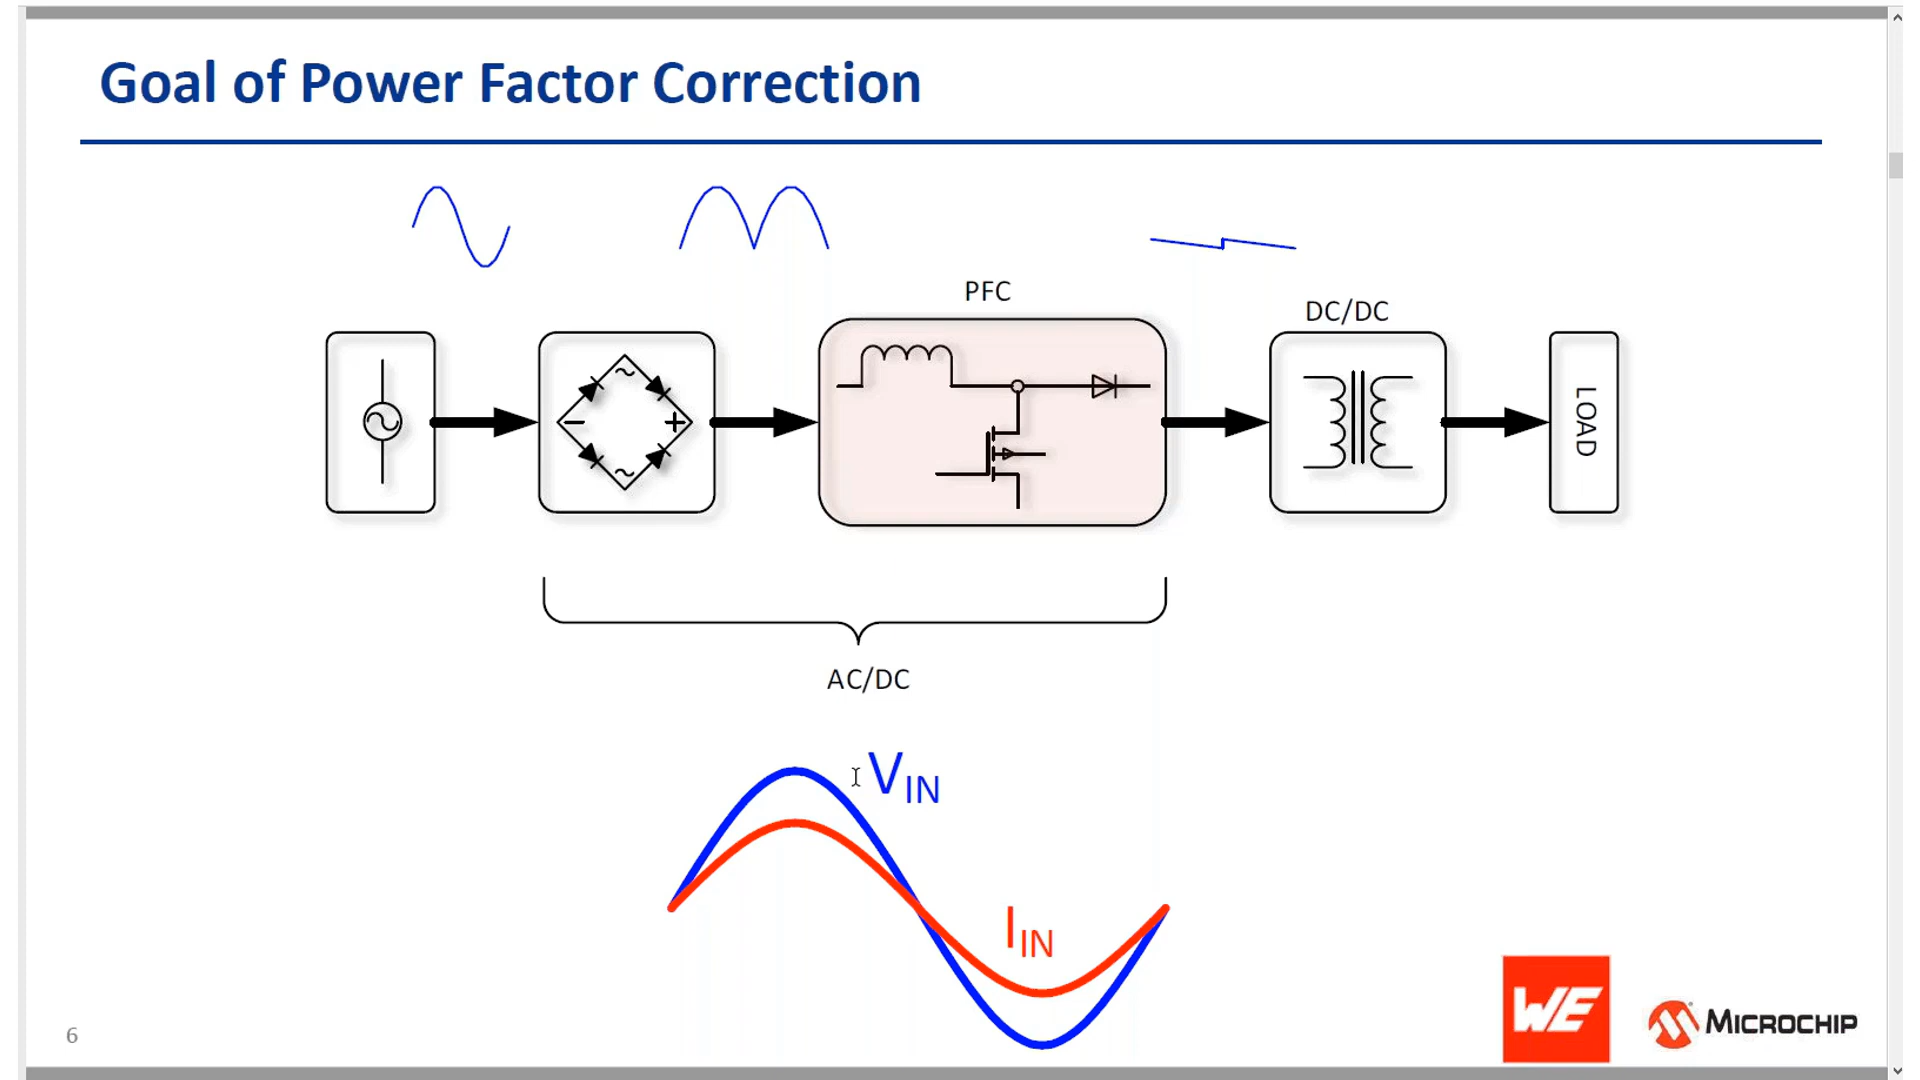 Goal of Power Factor Correction
PFC
DC/DC
LOAD
AC/DC
VIN
IIN
6
WE
MICROCHIP